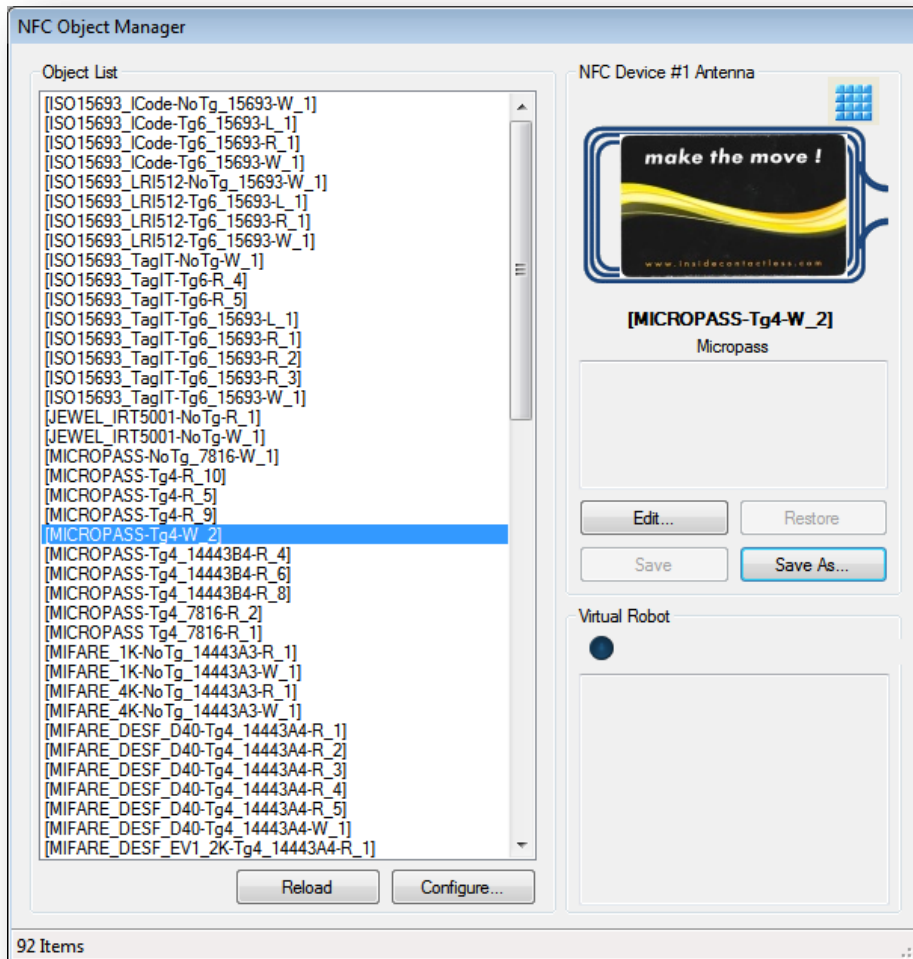 NFC Object Manager
Object List
[ISO15693_ICode-NoTg_15693-W_1]
[ISO15693_ICode-Tg6_15693-L_1]
[ISO15693_ICode-Tg6_15693-R_1]
[ISO15693_ICode-Tg6_15693-W_1]
[ISO15693_LRI512-NoTg_15693-W_1]
[ISO15693_LRI512-Tg6_15693-L_1]
[ISO15693_LRI512-Tg6_15693-R_1]
[ISO15693_LRI512-Tg6_15693-W_1]
[ISO15693_TagIT-NoTg-W_1]
[ISO15693_TagIT-Tg6-R_4]
[ISO15693_TagIT-Tg6-R_5]
[ISO15693_TagIT-Tg6_15693-L_1]
[ISO15693_TagIT-Tg6_15693-R_1]
[ISO15693_TagIT-Tg6_15693-R_2]
[ISO15693_TagIT-Tg6_15693-R_3]
[ISO15693_TagIT-Tg6_15693-W_1]
[JEWEL_IRT5001-NoTg-R_1]
[JEWEL_IRT5001-NoTg-W_1]
[MICROPASS-NoTg_7816-W_1]
[MICROPASS-Tg4-R_10]
[MICROPASS-Tg4-R_5]
[MICROPASS-Tg4-R_9]
[MICROPASS-Tg4-W_2]
[MICROPASS-Tg4_14443B4-R_4]
[MICROPASS-Tg4_14443B4-R_6]
[MICROPASS-Tg4_14443B4-R_8]
[MICROPASS-Tg4_7816-R_2]
[MICROPASS Tg4_7816-R_1]
[MIFARE_1K-NoTg_14443A3-R_1]
[MIFARE_1K-NoTg_14443A3-W_1]
[MIFARE_4K-NoTg_14443A3-R_1]
[MIFARE_4K-NoTg_14443A3-W_1]
[MIFARE_DESF_D40-Tg4_14443A4-R_1]
[MIFARE_DESF_D40-Tg4_14443A4-R_2]
[MIFARE_DESF_D40-Tg4_14443A4-R_3]
[MIFARE_DESF_D40-Tg4_14443A4-R_4]
[MIFARE_DESF_D40-Tg4_14443A4-R_5]
[MIFARE_DESF_D40-Tg4_14443A4-W_1]
[MIFARE_DESF_EV1_2K-Tg4_14443A4-R_1]
Reload
Configure...
NFC Device #1 Antenna
make the move !
www.insidecontactless.com
[MICROPASS-Tg4-W_2]
Micropass
Edit...
Restore
Save
Save As...
Virtual Robot
92 Items